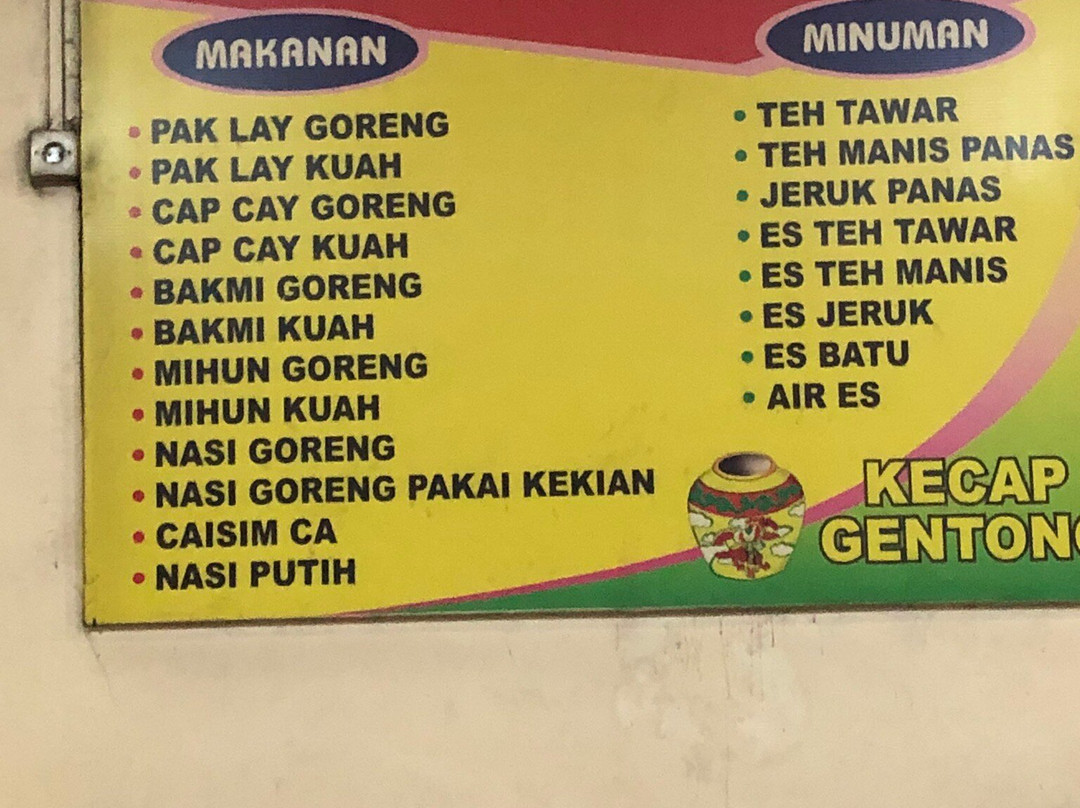 MAKANAN
PAK LAY GORENG
PAK LAY KUAH
CAP CAY GORENG
CAP CAY KUAH
BAKMI GORENG
BAKMI KUAH
MIHUN GORENG
MIHUN KUAH
NASI GORENG
NASI GORENG PAKAI KEKIAN
CAISIM CA
NASI PUTIH
MINUMAN
TEH TAWAR
TEH MANIS PANAS
JERUK PANAS
ES TEH TAWAR
ES TEH MANIS
ES JERUK
ES BATU
AIR ES
KECAP
GENTONG